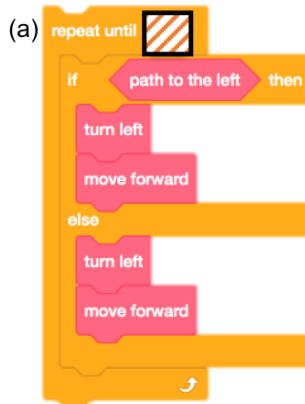 (a) repeat until
if path to the left then
turn left
move forward
else
turn left
move forward